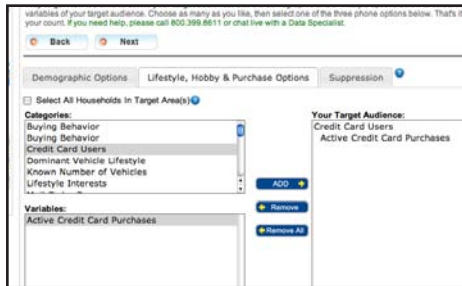 variables of your target audience. Choose as many as you like, then select one of the three phone options below. That's it
your count. If you need help, please call 800.399.6611 or chat live with a Data Specialist.
Back Next
Demographic Options Lifestyle, Hobby & Purchase Options Suppression
Select All Households In Target Area(s)
Categories: Your Target Audience:
Buying Behavior Credit Card Users
Buying Behavior Active Credit Card Purchases
Credit Card Users
Dominant Vehicle Lifestyle
Known Number of Vehicles
Lifestyle Interests
ADD
Variables: Remove
Active Credit Card Purchases
Remove All